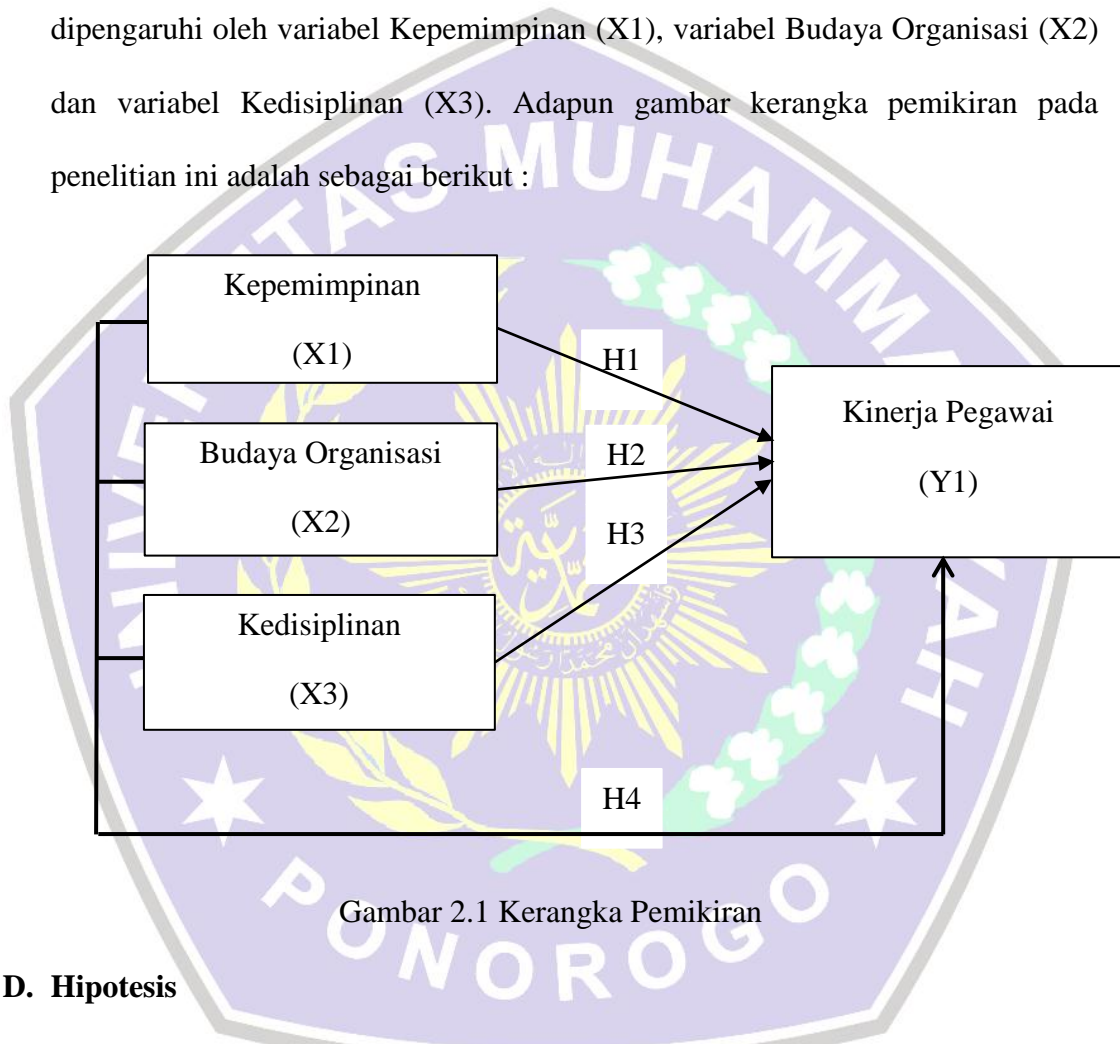 dipengaruhi oleh variabel Kepemimpinan (X1), variabel Budaya Organisasi (X2)
dan variabel Kedisiplinan (X3). Adapun gambar kerangka pemikiran pada
penelitian ini adalah sebagai berikut :
Kepemimpinan
(X1)
H1
Kinerja Pegawai
(Y1)
Budaya Organisasi
(X2)
H2
H3
Kedisiplinan
(X3)
H4
Gambar 2.1 Kerangka Pemikiran
D. Hipotesis
PONOROGO